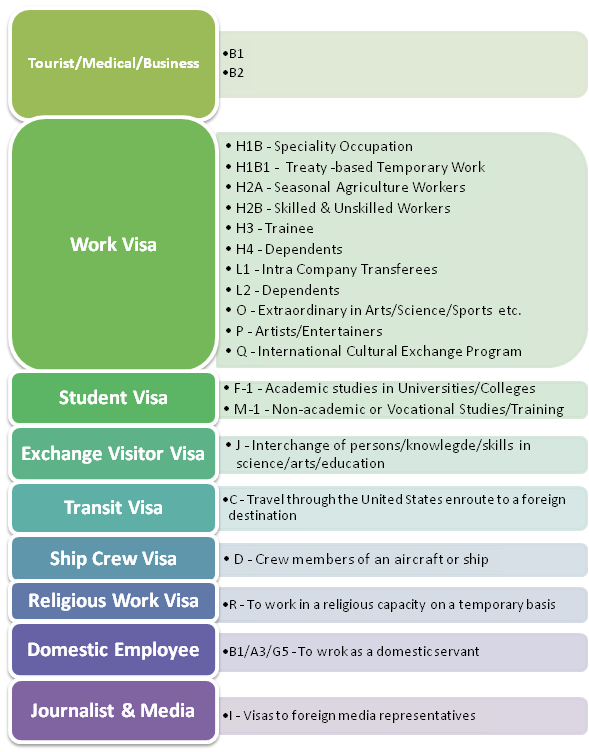 Tourist/Medical/Business
•B1
•B2
Work Visa
• H1B - Speciality Occupation
• H1B1 - Treaty -based Temporary Work
• H2A - Seasonal Agriculture Workers
• H2B - Skilled & Unskilled Workers
• H3 - Trainee
• H4 - Dependents
• L1 - Intra Company Transferees
• L2 - Dependents
• O - Extraordinary in Arts/Science/Sports etc.
• P - Artists/Entertainers
• Q - International Cultural Exchange Program
Student Visa
• F-1 - Academic studies in Universities/Colleges
• M-1 - Non-academic or Vocational Studies/Training
Exchange Visitor Visa
• J - Interchange of persons/knowlegde/skills in
science/arts/education
Transit Visa
•C - Travel through the United States enroute to a foreign
destination
Ship Crew Visa
• D - Crew members of an aircraft or ship
Religious Work Visa
•R - To work in a religious capacity on a temporary basis
Domestic Employee
•B1/A3/G5 - To wrok as a domestic servant
Journalist & Media
•I - Visas to foreign media representatives